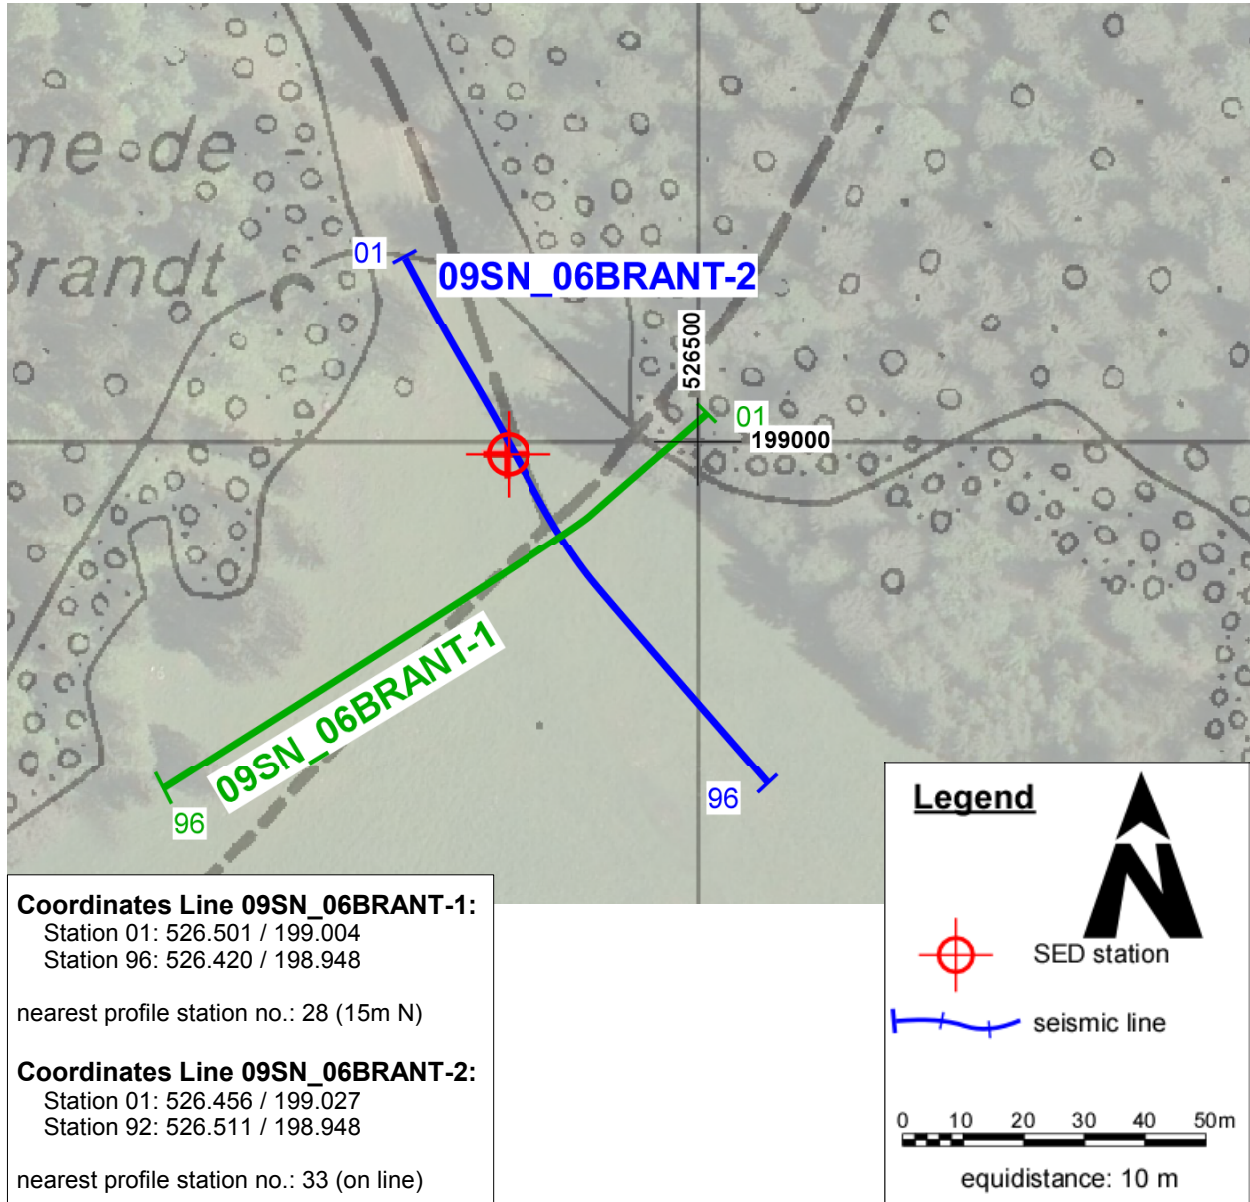 me de
Brandt
01
09SN_06BRANT-2
526500
01
199000
09SN_06BRANT-1
96
96
Coordinates Line 09SN_06BRANT-1:
Station 01: 526.501 / 199.004
Station 96: 526.420 / 198.948
nearest profile station no.: 28 (15m N)
Coordinates Line 09SN_06BRANT-2:
Station 01: 526.456 / 199.027
Station 92: 526.511 / 198.948
nearest profile station no.: 33 (on line)
Legend
N
SED station
seismic line
0 10 20 30 40 50m
equidistance: 10 m